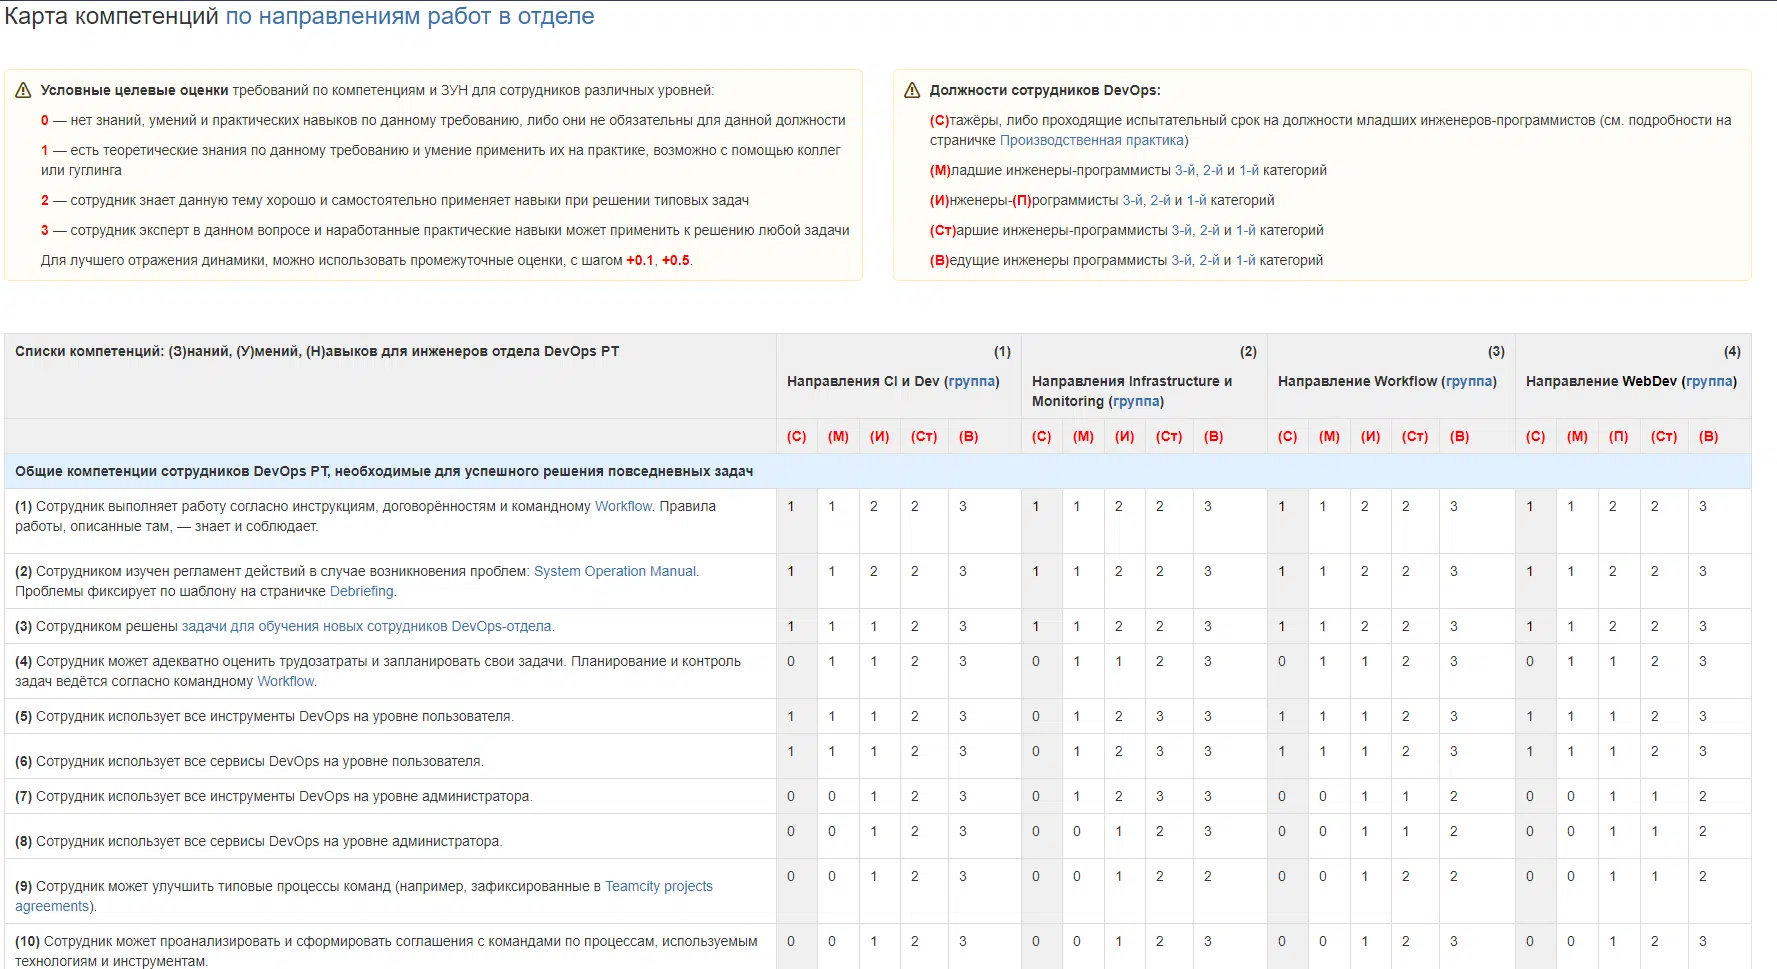 Карта компетенций по направлениям работ в отделе
Условные целевые оценки требований по компетенциям и ЗУН для сотрудников различных уровней:
0 — нет знаний, умений и практических навыков по данному требованию, либо они не обязательны для данной должности
1 — есть теоретические знания по данному требованию и умение применить их на практике, возможно с помощью коллег
или гуглинга
2 — сотрудник знает данную тему хорошо и самостоятельно применяет навыки при решении типовых задач
3 — сотрудник эксперт в данном вопросе и наработанные практические навыки может применить к решению любой задачи
Для лучшего отражения динамики, можно использовать промежуточные оценки, с шагом +0.1, +0.5.
Должности сотрудников DevOps:
(С)тажёры, либо проходящие испытательный срок на должности младших инженеров-программистов (см. подробности на
страничке Производственная практика)
(М)ладшие инженеры-программисты 3-й, 2-й и 1-й категорий
(И)нженеры-(П)рограммисты 3-й, 2-й и 1-й категорий
(Ст)аршие инженеры-программисты 3-й, 2-й и 1-й категорий
(В)едущие инженеры программисты 3-й, 2-й и 1-й категорий
Списки компетенций: (З)наний, (У)мений, (Н)авыков для инженеров отдела DevOps PT
(1)
Направления CI и Dev (группа)
(2)
Направления Infrastructure и
Monitoring (группа)
(3)
Направление Workflow (группа)
(4)
Направление WebDev (группа)
(С) (М) (И) (Ст) (В) (С) (М) (И) (Ст) (В) (С) (М) (И) (Ст) (В) (С) (М) (П) (Ст) (В)
Общие компетенции сотрудников DevOps PT, необходимые для успешного решения повседневных задач
(1) Сотрудник выполняет работу согласно инструкциям, договорённостям и командному Workflow. Правила
работы, описанные там, — знает и соблюдает.
1 1 2 2 3 1 1 2 2 3 1 1 2 2 3 1 1 2 2 3
(2) Сотрудником изучен регламент действий в случае возникновения проблем: System Operation Manual.
Проблемы фиксирует по шаблону на страничке Debriefing.
1 1 2 2 3 1 1 2 2 3 1 1 2 2 3 1 1 2 2 3
(3) Сотрудником решены задачи для обучения новых сотрудников DevOps-отдела.
1 1 1 2 3 1 1 2 2 3 1 1 2 2 3 1 1 2 2 3
(4) Сотрудник может адекватно оценить трудозатраты и запланировать свои задачи. Планирование и контроль
задач ведётся согласно командному Workflow.
0 1 1 2 3 0 1 1 2 3 0 1 1 2 3 0 1 1 2 3
(5) Сотрудник использует все инструменты DevOps на уровне пользователя.
1 1 1 2 3 0 1 2 3 3 1 1 1 2 3 1 1 1 2 3
(6) Сотрудник использует все сервисы DevOps на уровне пользователя.
1 1 1 2 3 0 1 2 3 3 1 1 1 2 3 1 1 1 2 3
(7) Сотрудник использует все инструменты DevOps на уровне администратора.
0 0 1 2 3 0 1 2 3 3 0 0 1 1 2 0 0 1 1 2
(8) Сотрудник использует все сервисы DevOps на уровне администратора.
0 0 1 2 3 0 0 1 2 3 0 0 1 1 2 0 0 1 1 2
(9) Сотрудник может улучшить типовые процессы команд (например, зафиксированные в Teamcity projects
agreements).
0 0 1 2 3 0 0 1 2 2 0 0 1 2 2 0 0 1 1 2
(10) Сотрудник может проанализировать и сформировать соглашения с командами по процессам, используемым
технологиям и инструментам.
0 0 1 2 3 0 0 1 2 3 0 0 1 2 3 0 0 1 2 3